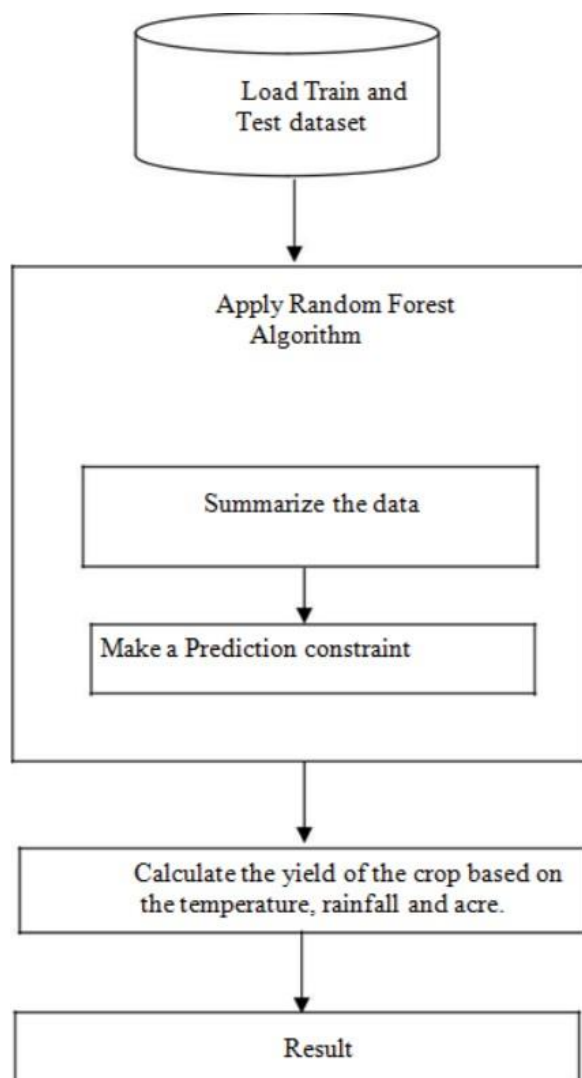 Load Train and
Test dataset
Apply Random Forest
Algorithm
Summarize the data
Make a Prediction constraint
Calculate the yield of the crop based on
the temperature, rainfall and acre.
Result